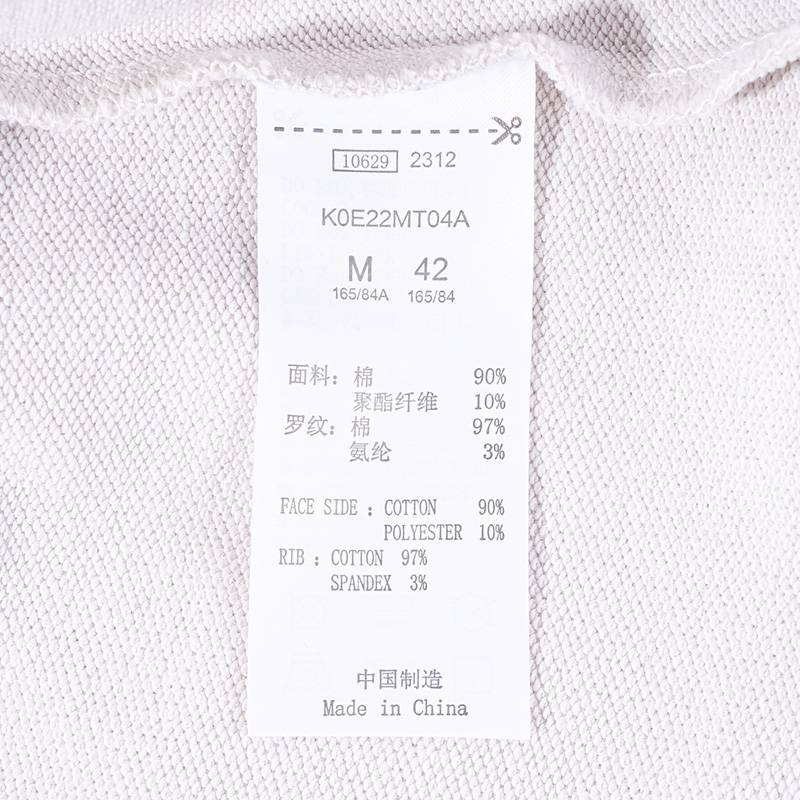 10629 2312
K0E22MT04A
M 42
165/84A 165/84
面料：棉 90%
聚酯纤维 10%
罗纹：棉 97%
氨纶 3%
FACE SIDE : COTTON 90%
POLYESTER 10%
RIB : COTTON 97%
SPANDEX 3%
中国制造
Made in China